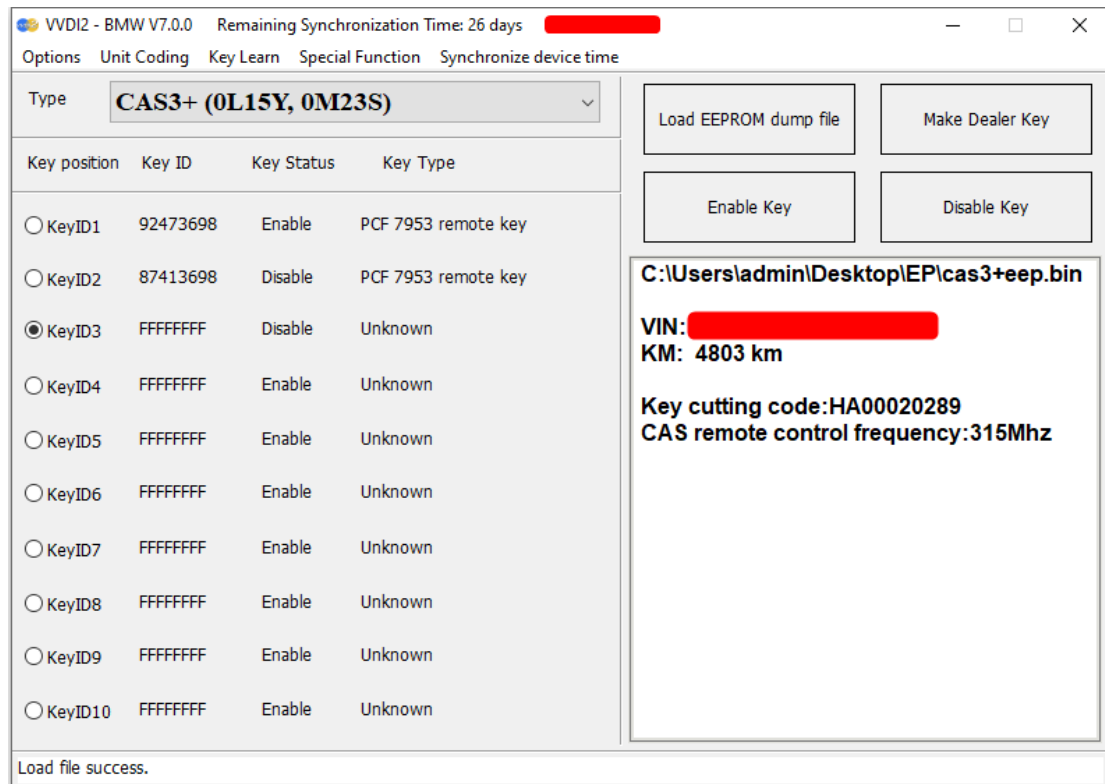 VVDI2 - BMW V7.0.0 Remaining Synchronization Time: 26 days
Options Unit Coding Key Learn Special Function Synchronize device time
Type CAS3+ (0L15Y, 0M23S)
Key position Key ID Key Status Key Type
KeyID1 92473698 Enable PCF 7953 remote key
KeyID2 87413698 Disable PCF 7953 remote key
KeyID3 FFFFFFFF Disable Unknown
KeyID4 FFFFFFFF Enable Unknown
KeyID5 FFFFFFFF Enable Unknown
KeyID6 FFFFFFFF Enable Unknown
KeyID7 FFFFFFFF Enable Unknown
KeyID8 FFFFFFFF Enable Unknown
KeyID9 FFFFFFFF Enable Unknown
KeyID10 FFFFFFFF Enable Unknown
Load EEPROM dump file Make Dealer Key
Enable Key Disable Key
C:\Users\admin\Desktop\EP\cas3+eep.bin
VIN:
KM: 4803 km
Key cutting code:HA00020289
CAS remote control frequency:315Mhz
Load file success.